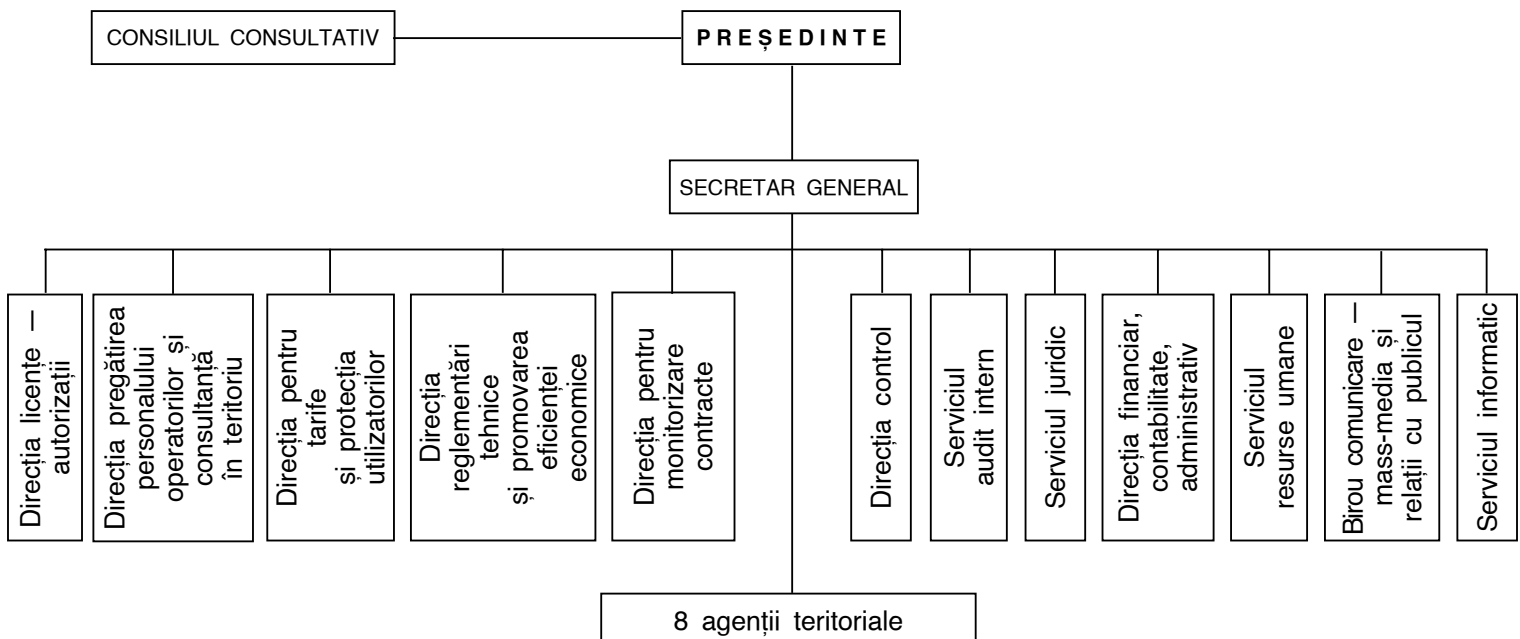 CONSILIUL CONSULTATIV
PREȘEDINTE
SECRETAR GENERAL
Direcția licențe —
autorizații
Direcția pregătirea
personalului
operatorilor și
consultanță
în teritoriu
Direcția pentru
tarife
și protecția
utilizatorilor
Direcția
reglementări
tehnice
și promovarea
eficienței
economice
Direcția pentru
monitorizare
contracte
Direcția control
Serviciul
audit intern
Serviciul juridic
Direcția financiar,
contabilitate,
administrativ
Serviciul
resurse umane
Birou comunicare —
mass-media și
relații cu publicul
Serviciul informatic
8 agenții teritoriale